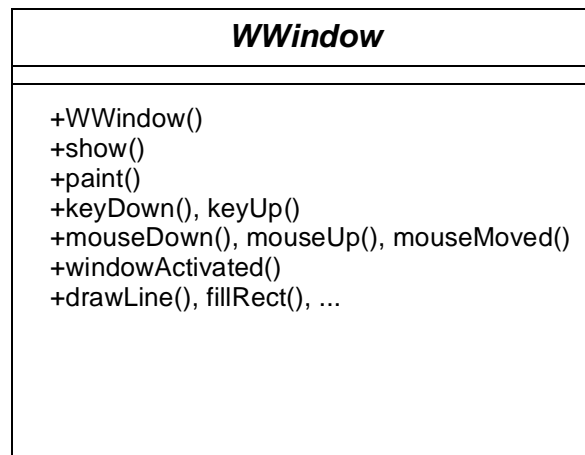 WWindow
+WWindow()
+show()
+paint()
+keyDown(), keyUp()
+mouseDown(), mouseUp(), mouseMoved()
+windowActivated()
+drawLine(), fillRect(), ...